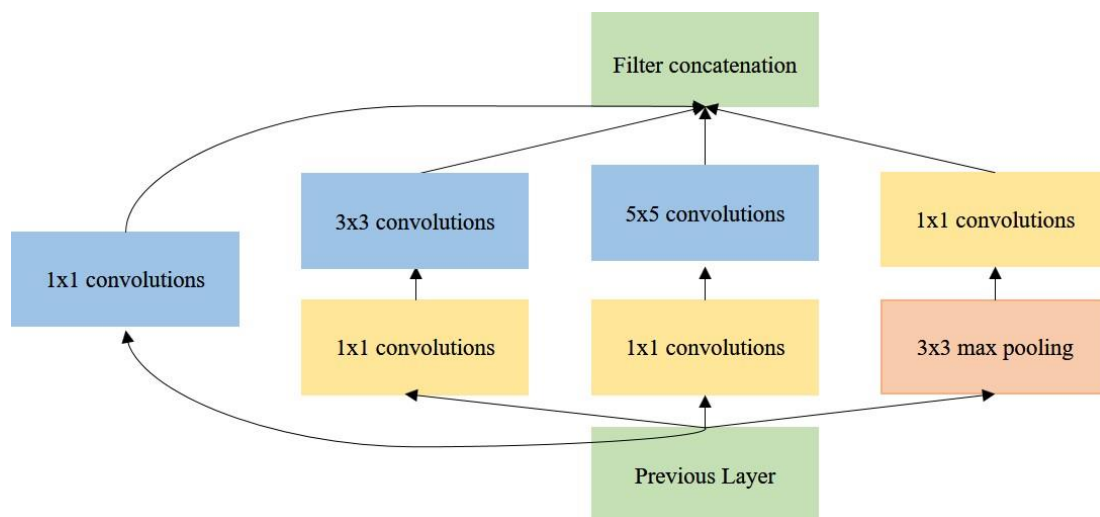 Filter concatenation
3x3 convolutions
5x5 convolutions
1x1 convolutions
1x1 convolutions
1x1 convolutions
1x1 convolutions
3x3 max pooling
Previous Layer